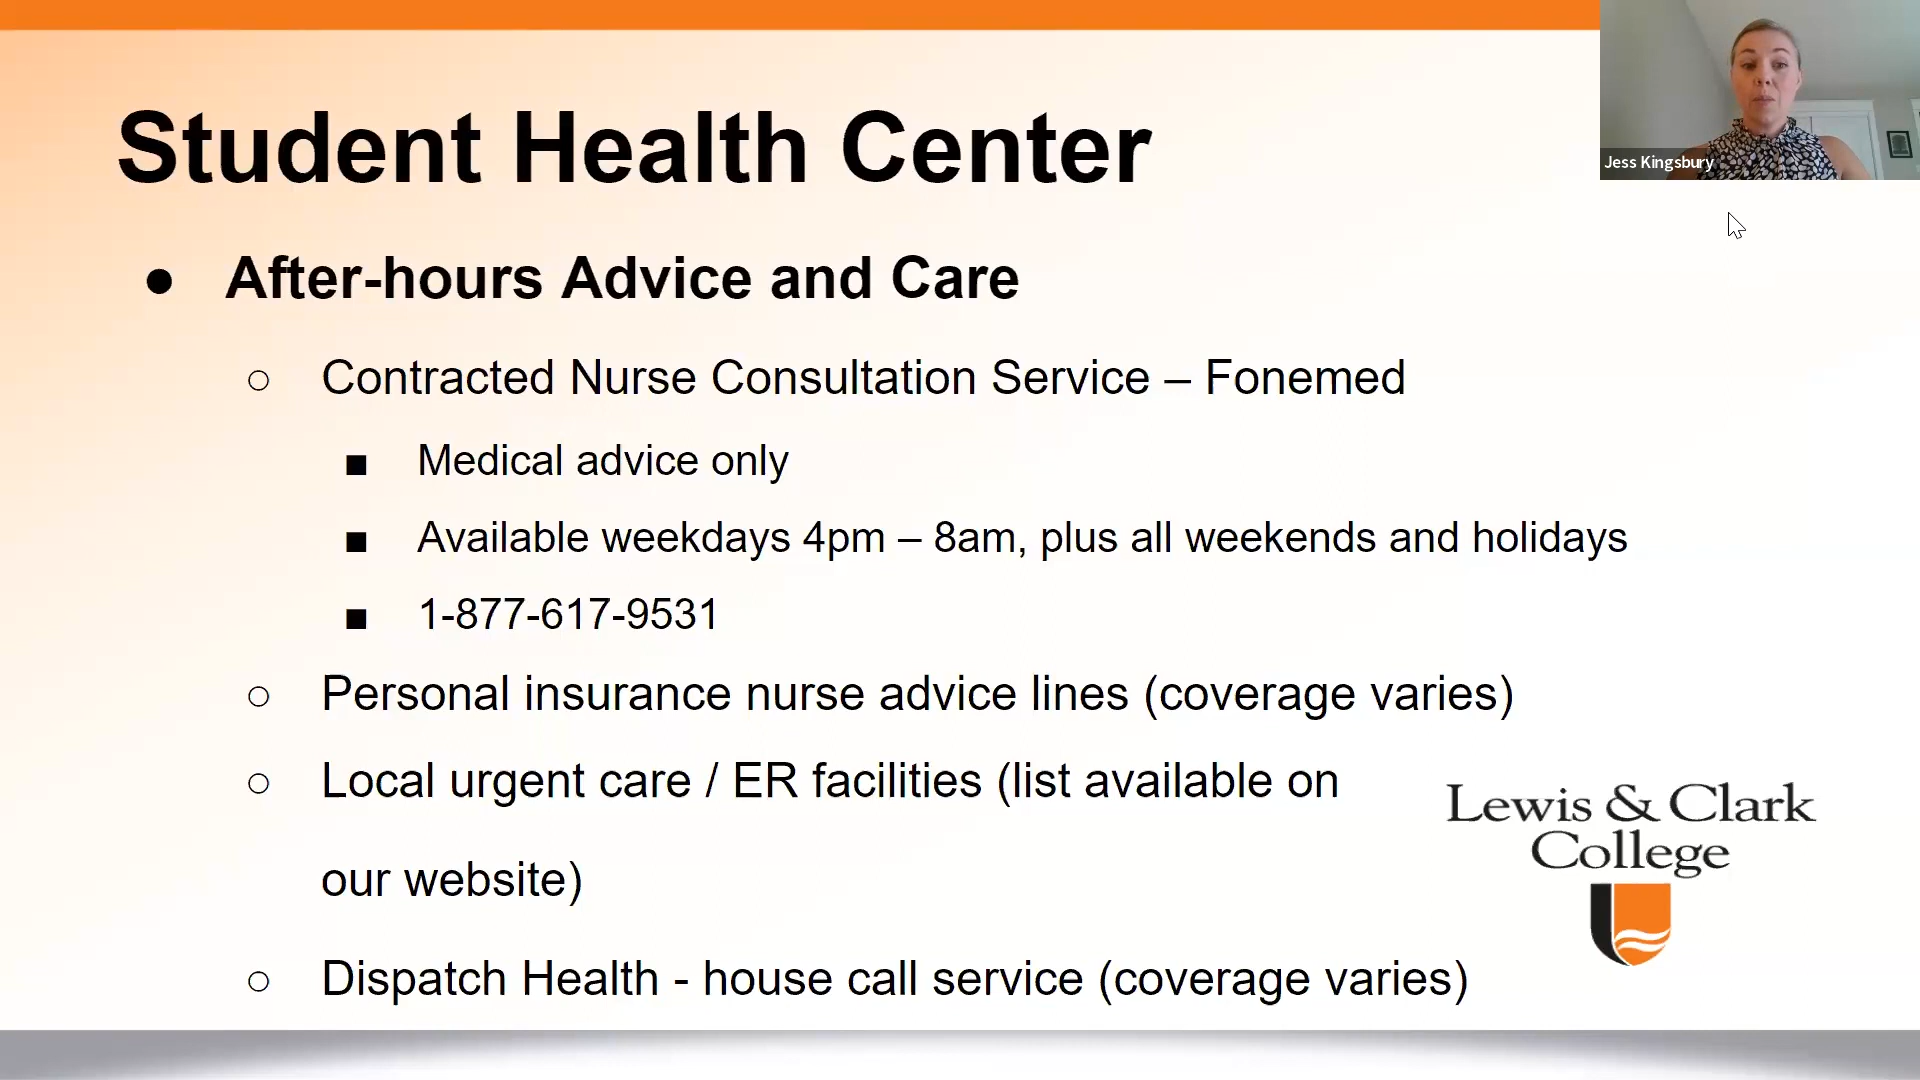 Student Health Center
Jess Kingsbury
● After-hours Advice and Care
○ Contracted Nurse Consultation Service – Fonemed
■ Medical advice only
■ Available weekdays 4pm – 8am, plus all weekends and holidays
■ 1-877-617-9531
○ Personal insurance nurse advice lines (coverage varies)
○ Local urgent care / ER facilities (list available on
our website)
○ Dispatch Health - house call service (coverage varies)
Lewis & Clark
College